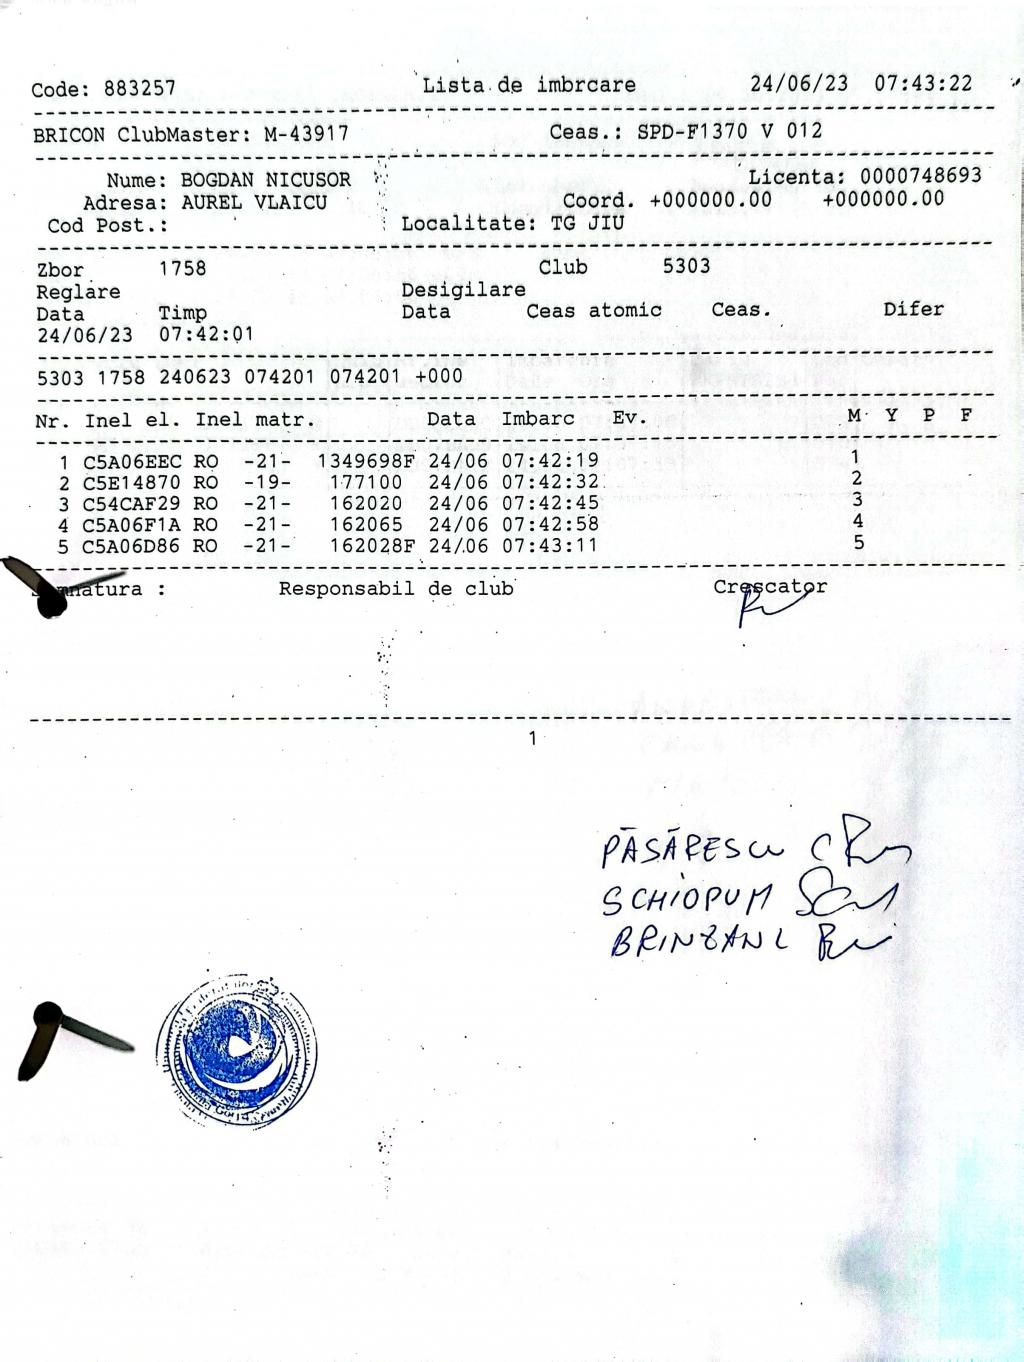 Code: 883257 Lista de imbrcare 24/06/23 07:43:22
BRICON ClubMaster: M-43917 Ceas.: SPD-F1370 V 012
Nume: BOGDAN NICUSOR Licenta: 0000748693
Adresa: AUREL VLAICU Coord. +000000.00 +000000.00
Cod Post.: Localitate: TG JIU
Zbor 1758 Club 5303
Reglare Desigilare
Data Timp Data Ceas atomic Ceas. Difer
24/06/23 07:42:01
5303 1758 240623 074201 074201 +000
Nr. Inel el. Inel matr. Data Imbarc Ev. M Y P F
1 C5A06EEC RO -21- 1349698F 24/06 07:42:19 1
2 C5E14870 RO -19- 177100 24/06 07:42:32 2
3 C54CAF29 RO -21- 162020 24/06 07:42:45 3
4 C5A06F1A RO -21- 162065 24/06 07:42:58 4
5 C5A06D86 RO -21- 162028F 24/06 07:43:11 5
Semnatura : Responsabil de club Crescator
1
PĂSĂRESCU C
SCHIOPU M
BRINZAN L